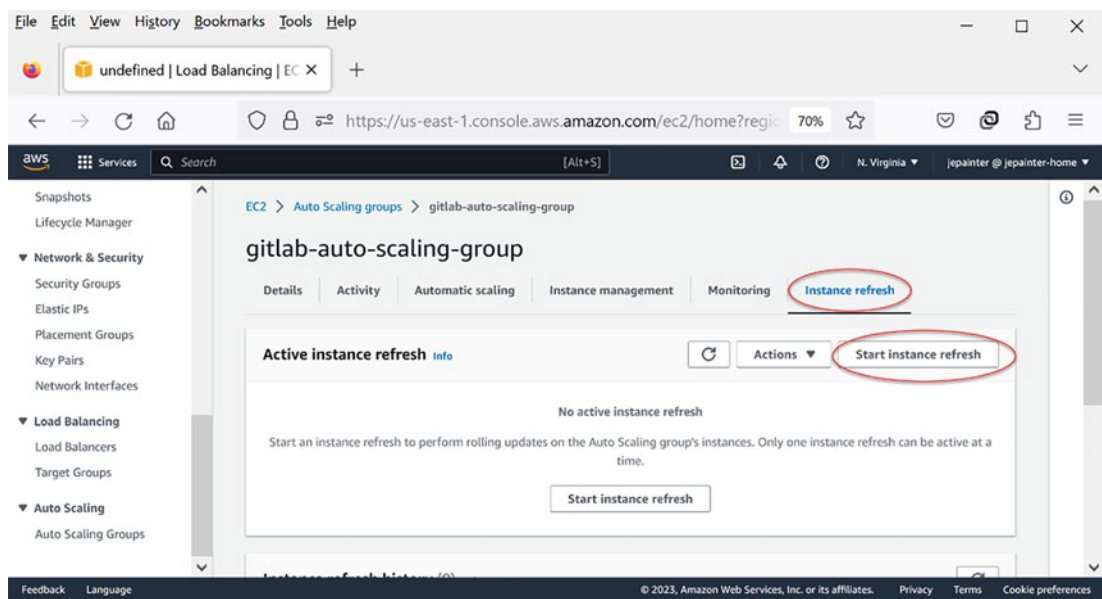 File Edit View History Bookmarks Tools Help
undefined | Load Balancing | EC
https://us-east-1.console.aws.amazon.com/ec2/home?regi
70%
aws Services Search [Alt+S] N. Virginia jepainter @ jepainter-home
Snapshots
Lifecycle Manager
Network & Security
Security Groups
Elastic IPs
Placement Groups
Key Pairs
Network Interfaces
Load Balancing
Load Balancers
Target Groups
Auto Scaling
Auto Scaling Groups
EC2 > Auto Scaling groups > gitlab-auto-scaling-group
gitlab-auto-scaling-group
Details Activity Automatic scaling Instance management Monitoring Instance refresh
Active instance refresh Info Actions Start instance refresh
No active instance refresh
Start an instance refresh to perform rolling updates on the Auto Scaling group's instances. Only one instance refresh can be active at a
time.
Start instance refresh
Instance refresh history (0)
Feedback Language © 2023, Amazon Web Services, Inc. or its affiliates. Privacy Terms Cookie preferences